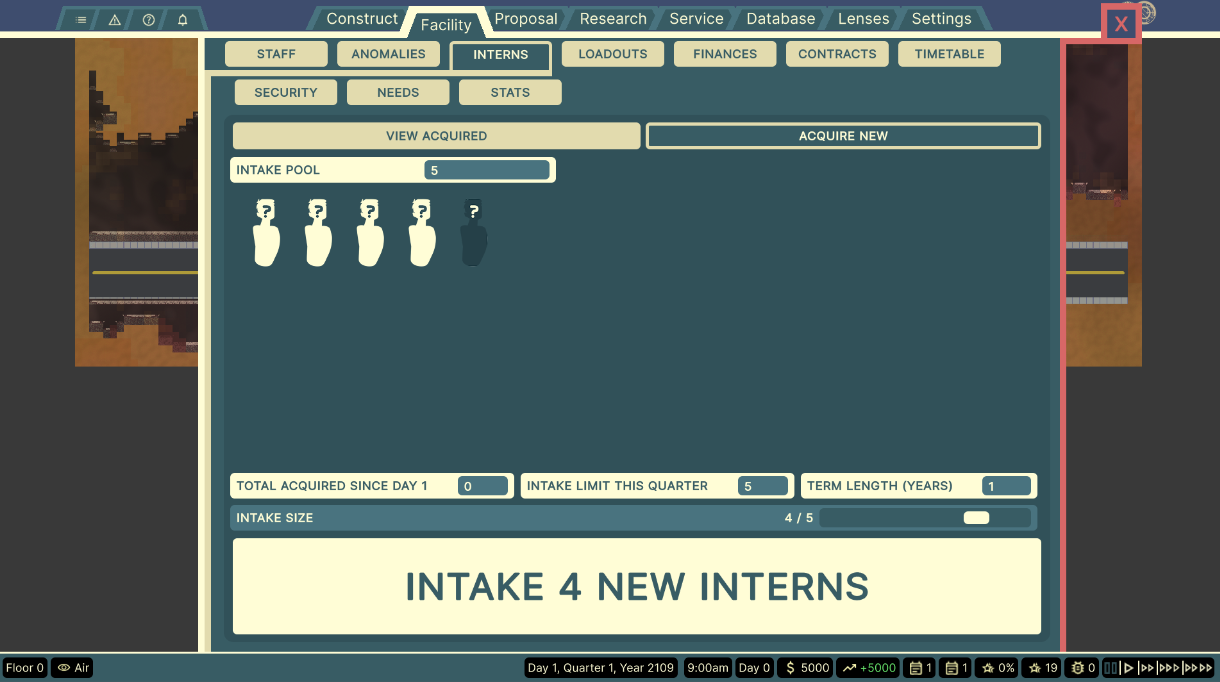 Construct Facility Proposal Research Service Database Lenses Settings X
STAFF ANOMALIES INTERNS LOADOUTS FINANCES CONTRACTS TIMETABLE
SECURITY NEEDS STATS
VIEW ACQUIRED ACQUIRE NEW
INTAKE POOL 5
? ? ? ? ?
TOTAL ACQUIRED SINCE DAY 1 0 INTAKE LIMIT THIS QUARTER 5 TERM LENGTH (YEARS) 1
INTAKE SIZE 4 / 5
INTAKE 4 NEW INTERNS
Floor 0 Air Day 1, Quarter 1, Year 2109 9:00am Day 0 $ 5000 +5000 1 1 0% 19 0